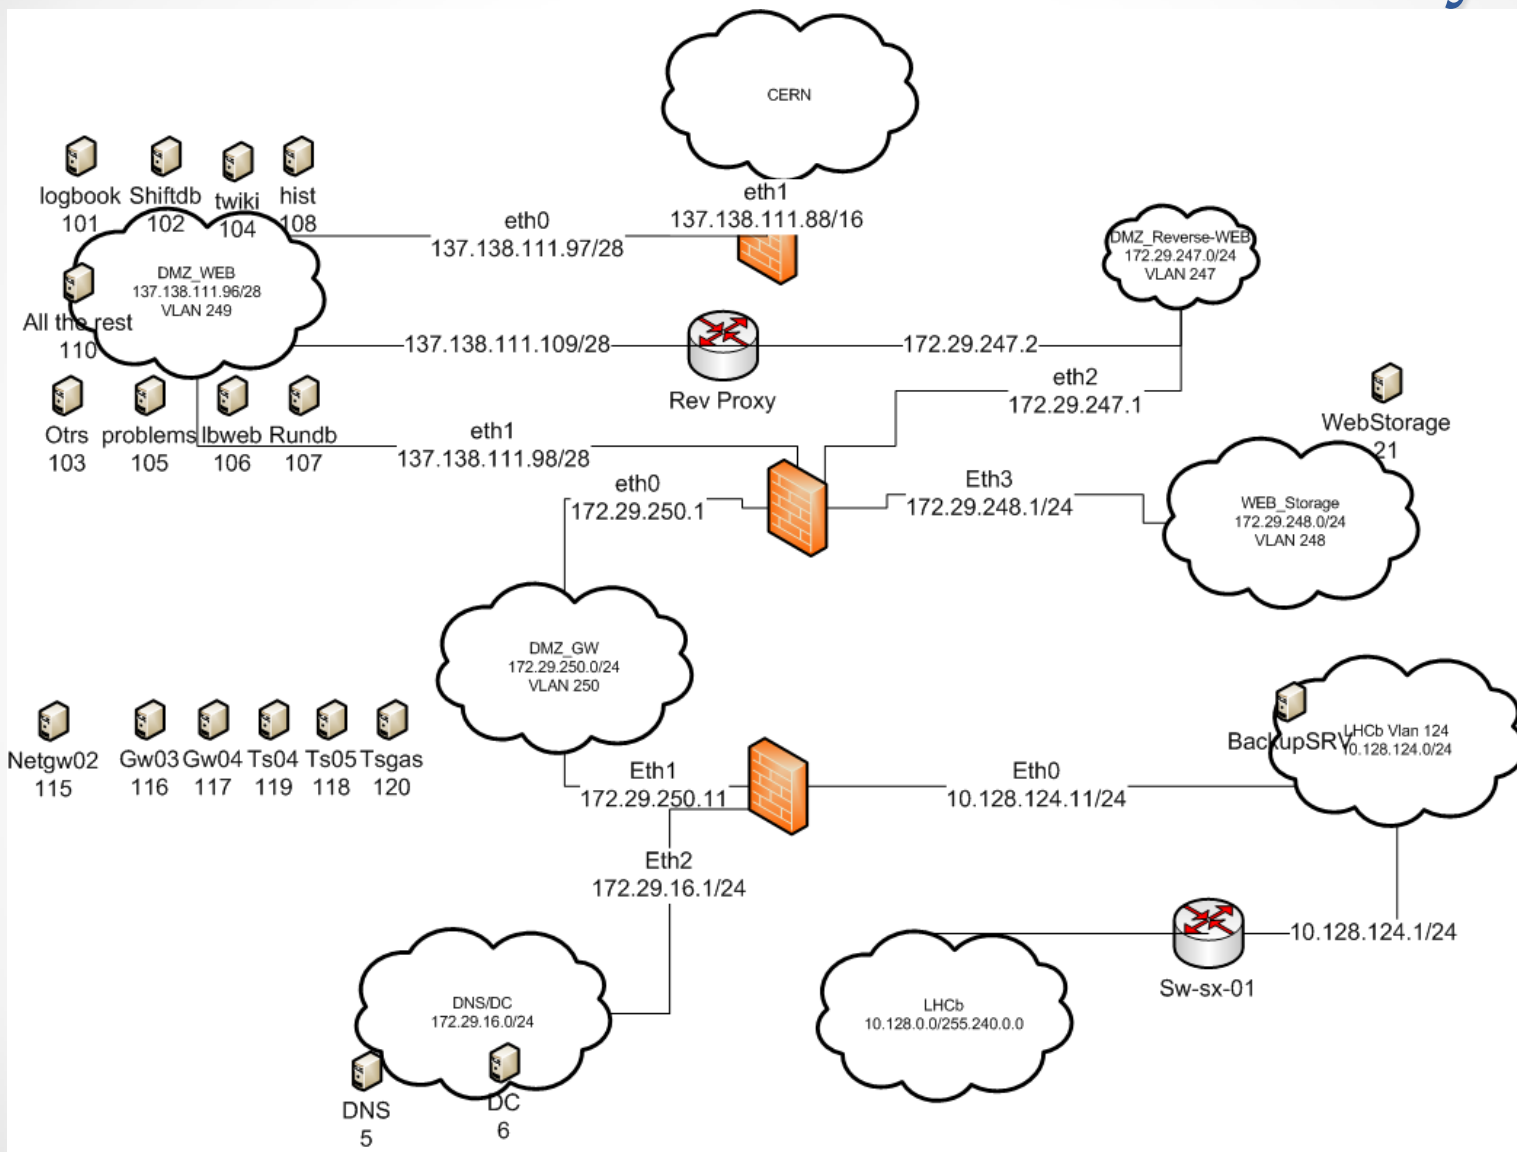 CERN
logbook
101
Shiftdb
102
twiki
104
hist
108
eth0
137.138.111.97/28
eth1
137.138.111.88/16
DMZ_Reverse-WEB
172.29.247.0/24
VLAN 247
DMZ_WEB
137.138.111.96/28
VLAN 249
All the rest
110
137.138.111.109/28
Rev Proxy
172.29.247.2
eth2
172.29.247.1
Otrs
103
problems
105
lbweb
106
Rundb
107
eth1
137.138.111.98/28
WebStorage
21
eth0
172.29.250.1
Eth3
172.29.248.1/24
WEB_Storage
172.29.248.0/24
VLAN 248
DMZ_GW
172.29.250.0/24
VLAN 250
Netgw02
115
Gw03
116
Gw04
117
Ts04
119
Ts05
118
Tsgas
120
Eth1
172.29.250.11
Eth0
10.128.124.11/24
BackupSRV
LHCb Vlan 124
10.128.124.0/24
Eth2
172.29.16.1/24
10.128.124.1/24
Sw-sx-01
DNS/DC
172.29.16.0/24
LHCb
10.128.0.0/255.240.0.0
DNS
5
DC
6